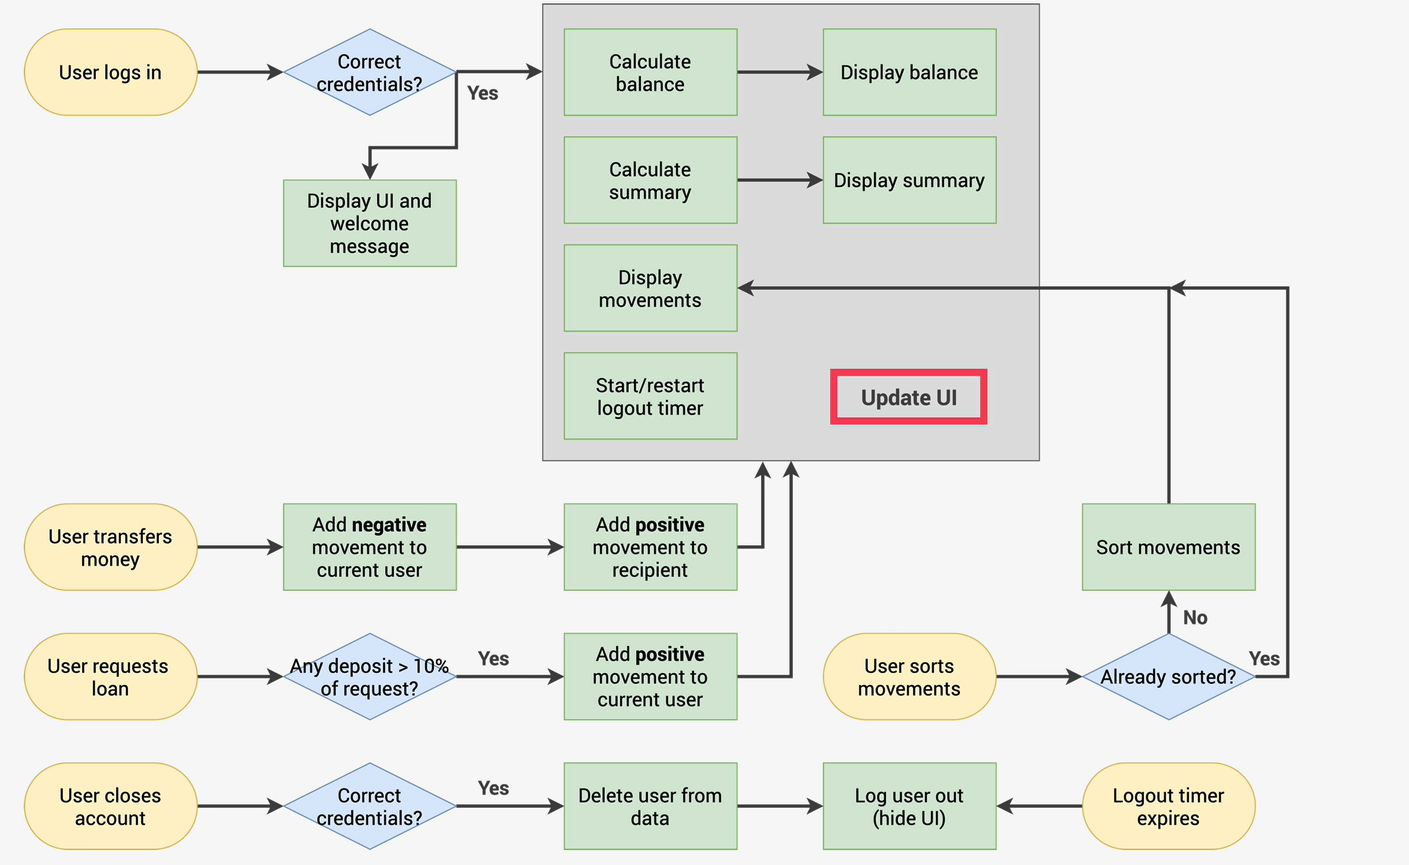 User logs in
Correct
credentials?
Yes
Display UI and
welcome
message
Calculate
balance
Display balance
Calculate
summary
Display summary
Display
movements
Start/restart
logout timer
Update UI
User transfers
money
Add negative
movement to
current user
Add positive
movement to
recipient
Sort movements
No
User requests
loan
Any deposit > 10%
of request?
Yes
Add positive
movement to
current user
User sorts
movements
Already sorted?
Yes
User closes
account
Correct
credentials?
Yes
Delete user from
data
Log user out
(hide UI)
Logout timer
expires